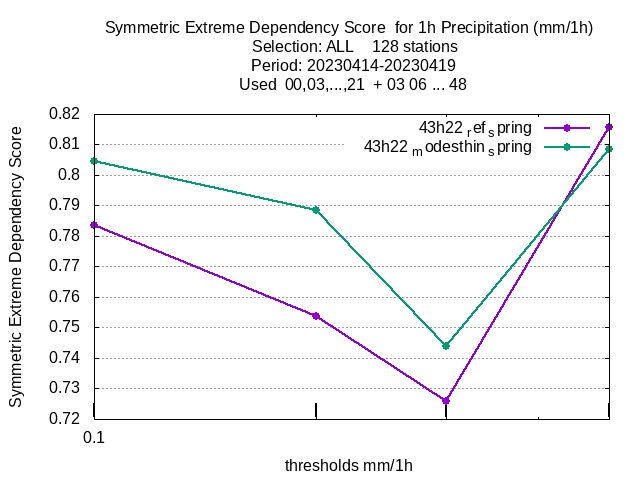 Symmetric Extreme Dependency Score  for 1h Precipitation (mm/1h)
Selection: ALL    128 stations
Period: 20230414-20230419
Used  00,03,...,21  + 03 06 ... 48
43h22 ref spring
43h22 modesthin spring
Symmetric Extreme Dependency Score
0.82
0.81
0.8
0.79
0.78
0.77
0.76
0.75
0.74
0.73
0.72
0.1
thresholds mm/1h